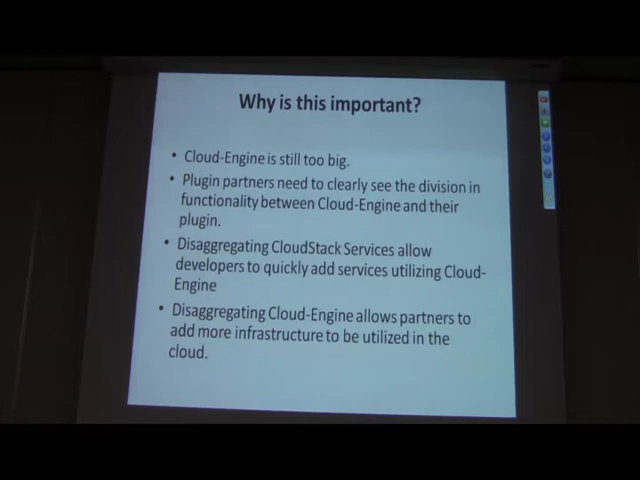 Why is this important?
• Cloud-Engine is still too big.
• Plugin partners need to clearly see the division in
functionality between Cloud-Engine and their
plugin.
• Disaggregating CloudStack Services allow
developers to quickly add services utilizing Cloud-
Engine
• Disaggregating Cloud-Engine allows partners to
add more infrastructure to be utilized in the
cloud.